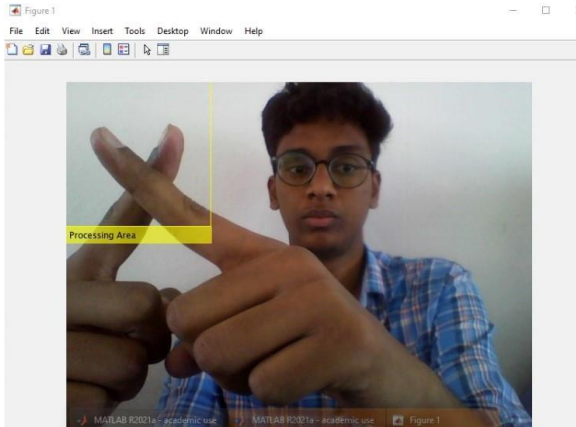 Figure 1
File Edit View Insert Tools Desktop Window Help
Processing Area
MATLAB R2021a - academic use MATLAB R2021a - academic use Figure 1